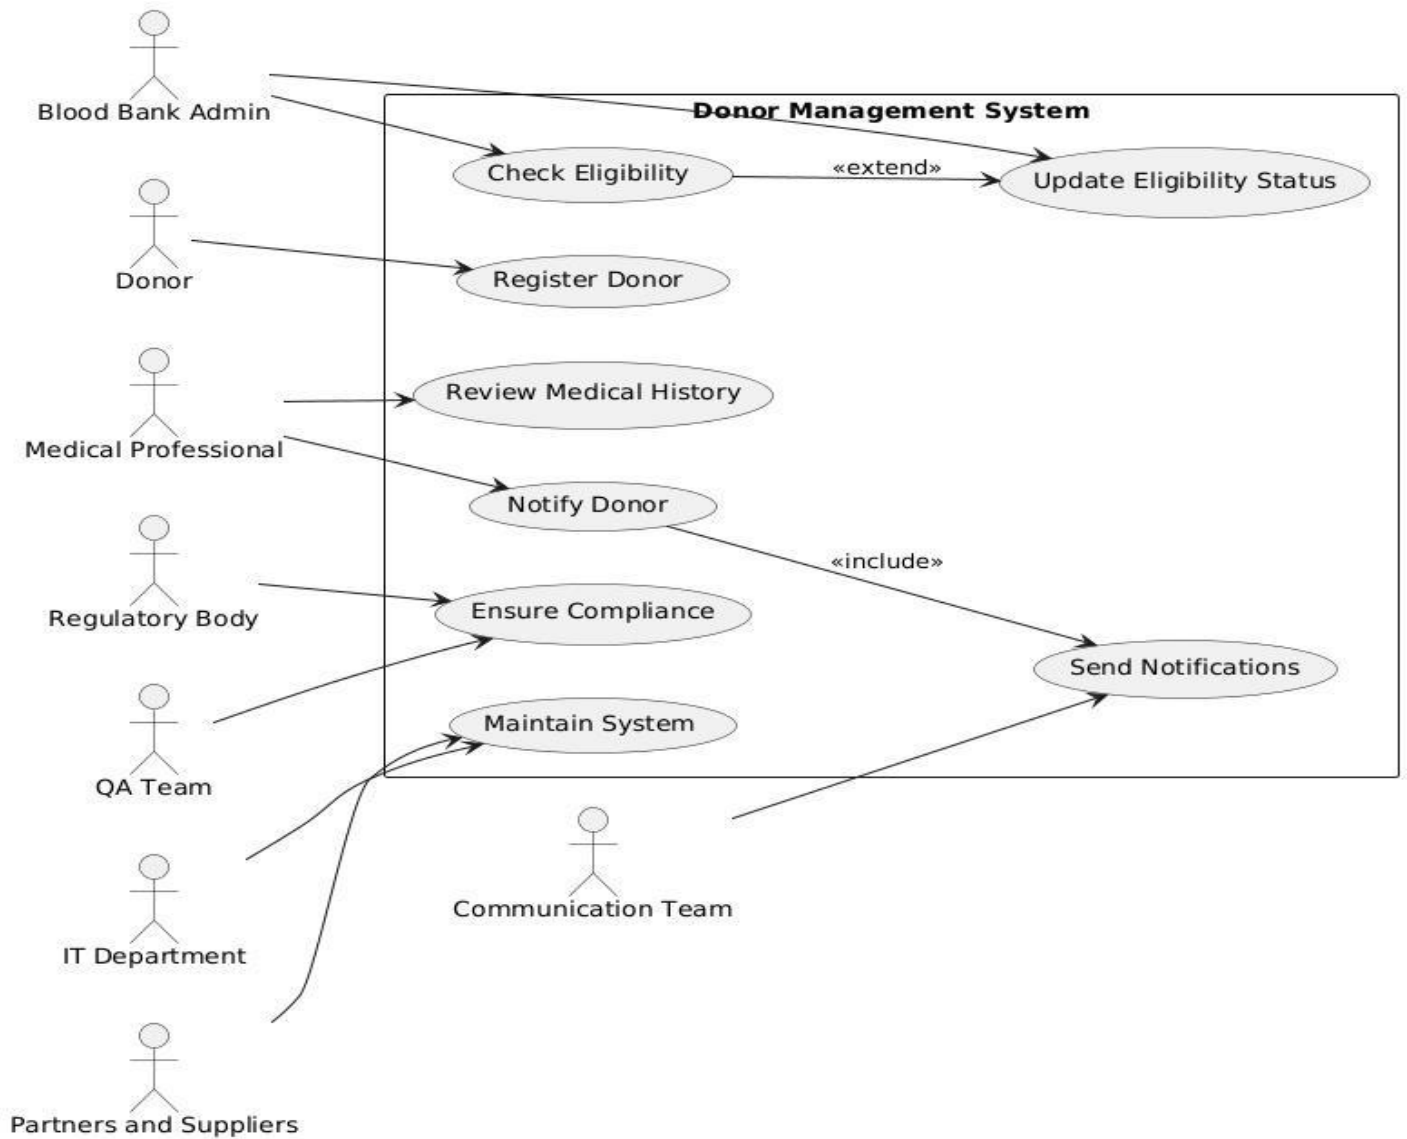 Blood Bank Admin
Donor Management System
Check Eligibility
«extend»
Update Eligibility Status
Donor
Register Donor
Medical Professional
Review Medical History
Notify Donor
«include»
Regulatory Body
Ensure Compliance
Send Notifications
QA Team
Maintain System
Communication Team
IT Department
Partners and Suppliers